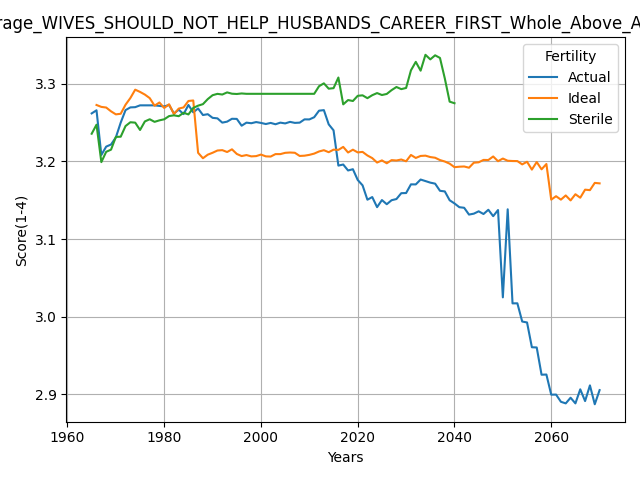 rage_WIVES_SHOULD_NOT_HELP_HUSBANDS_CAREER_FIRST_Whole_Above_A
Fertility
Actual
Ideal
Sterile
3.3
3.2
3.1
3.0
2.9
Score(1-4)
1960 1980 2000 2020 2040 2060
Years